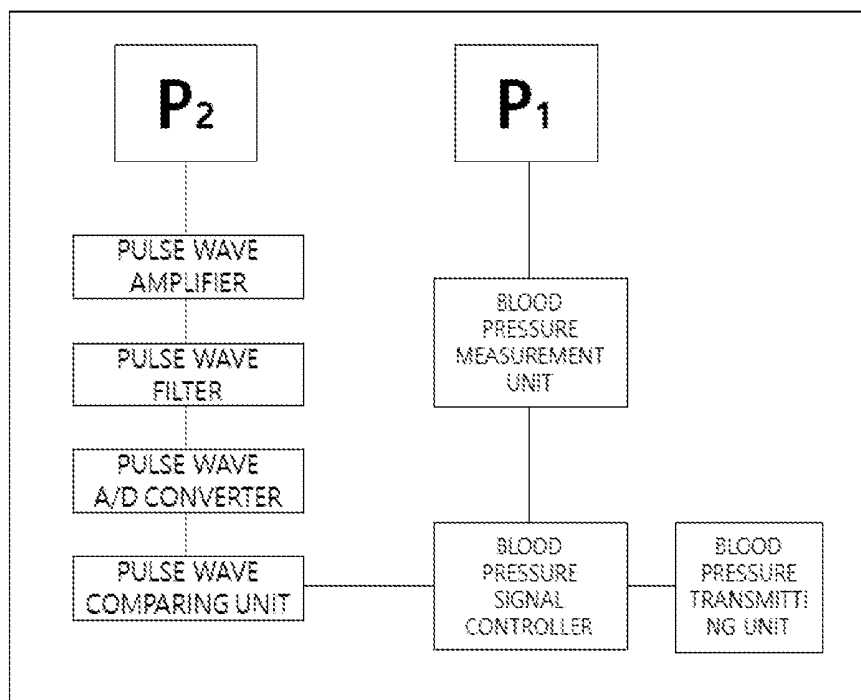 P2
P1
PULSE WAVE
AMPLIFIER
PULSE WAVE
FILTER
PULSE WAVE
A/D CONVERTER
PULSE WAVE
COMPARING UNIT
BLOOD
PRESSURE
MEASUREMENT
UNIT
BLOOD
PRESSURE
SIGNAL
CONTROLLER
BLOOD
PRESSURE
TRANSMITTI
NG UNIT